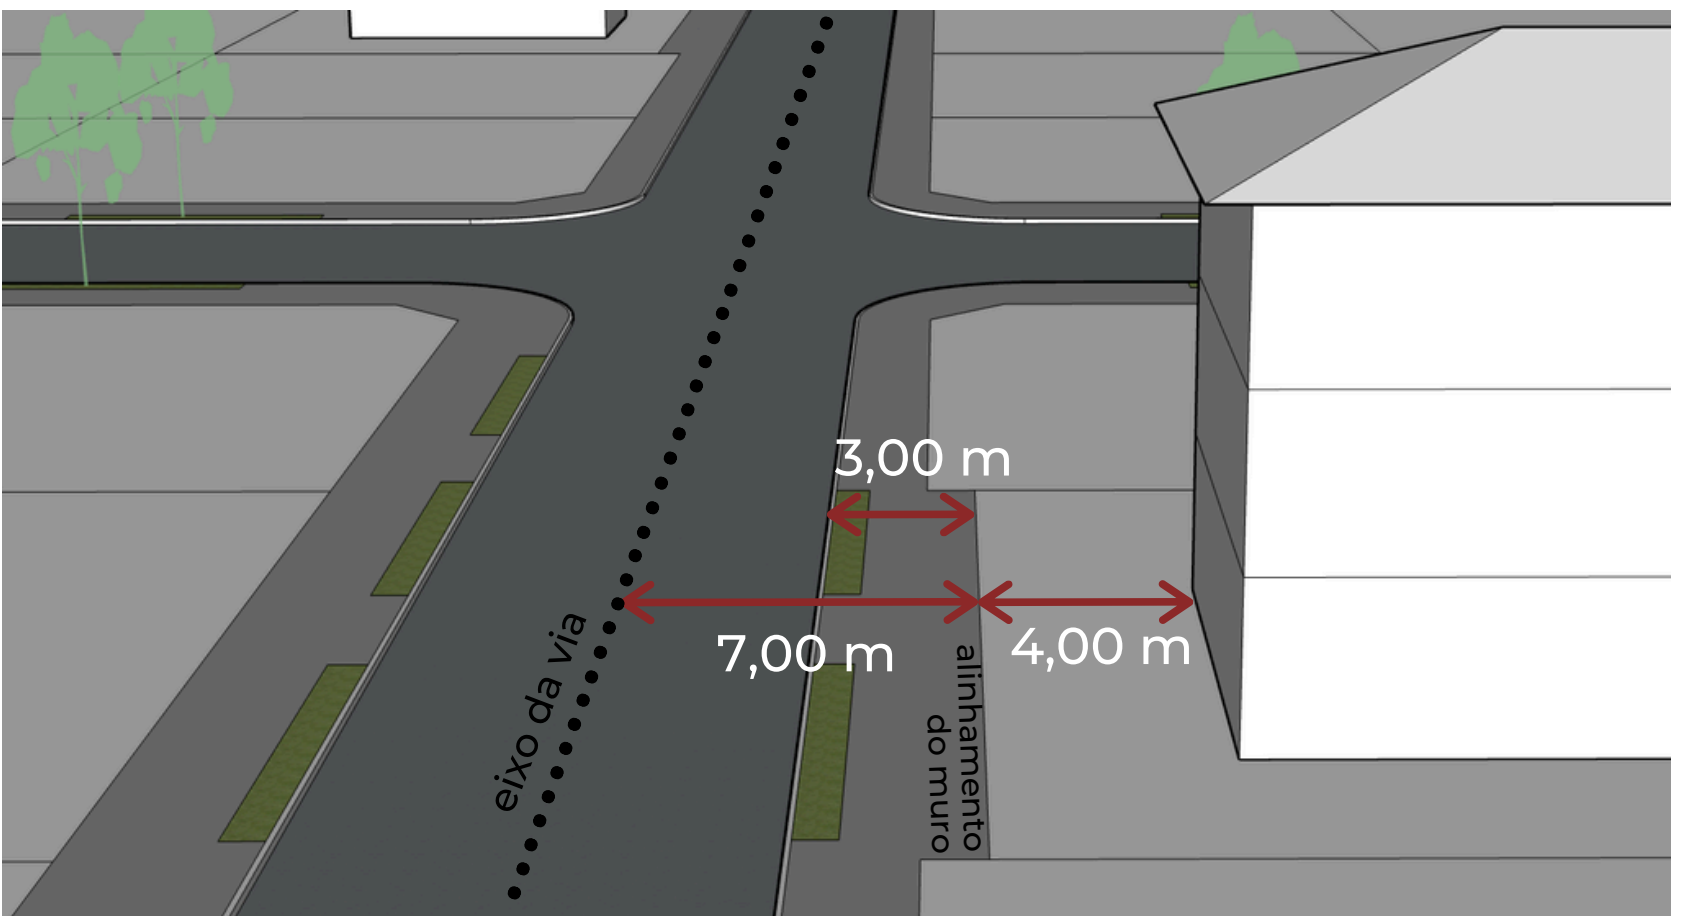 3,00 m
7,00 m
4,00 m
eixo da via
alinhamento
do muro